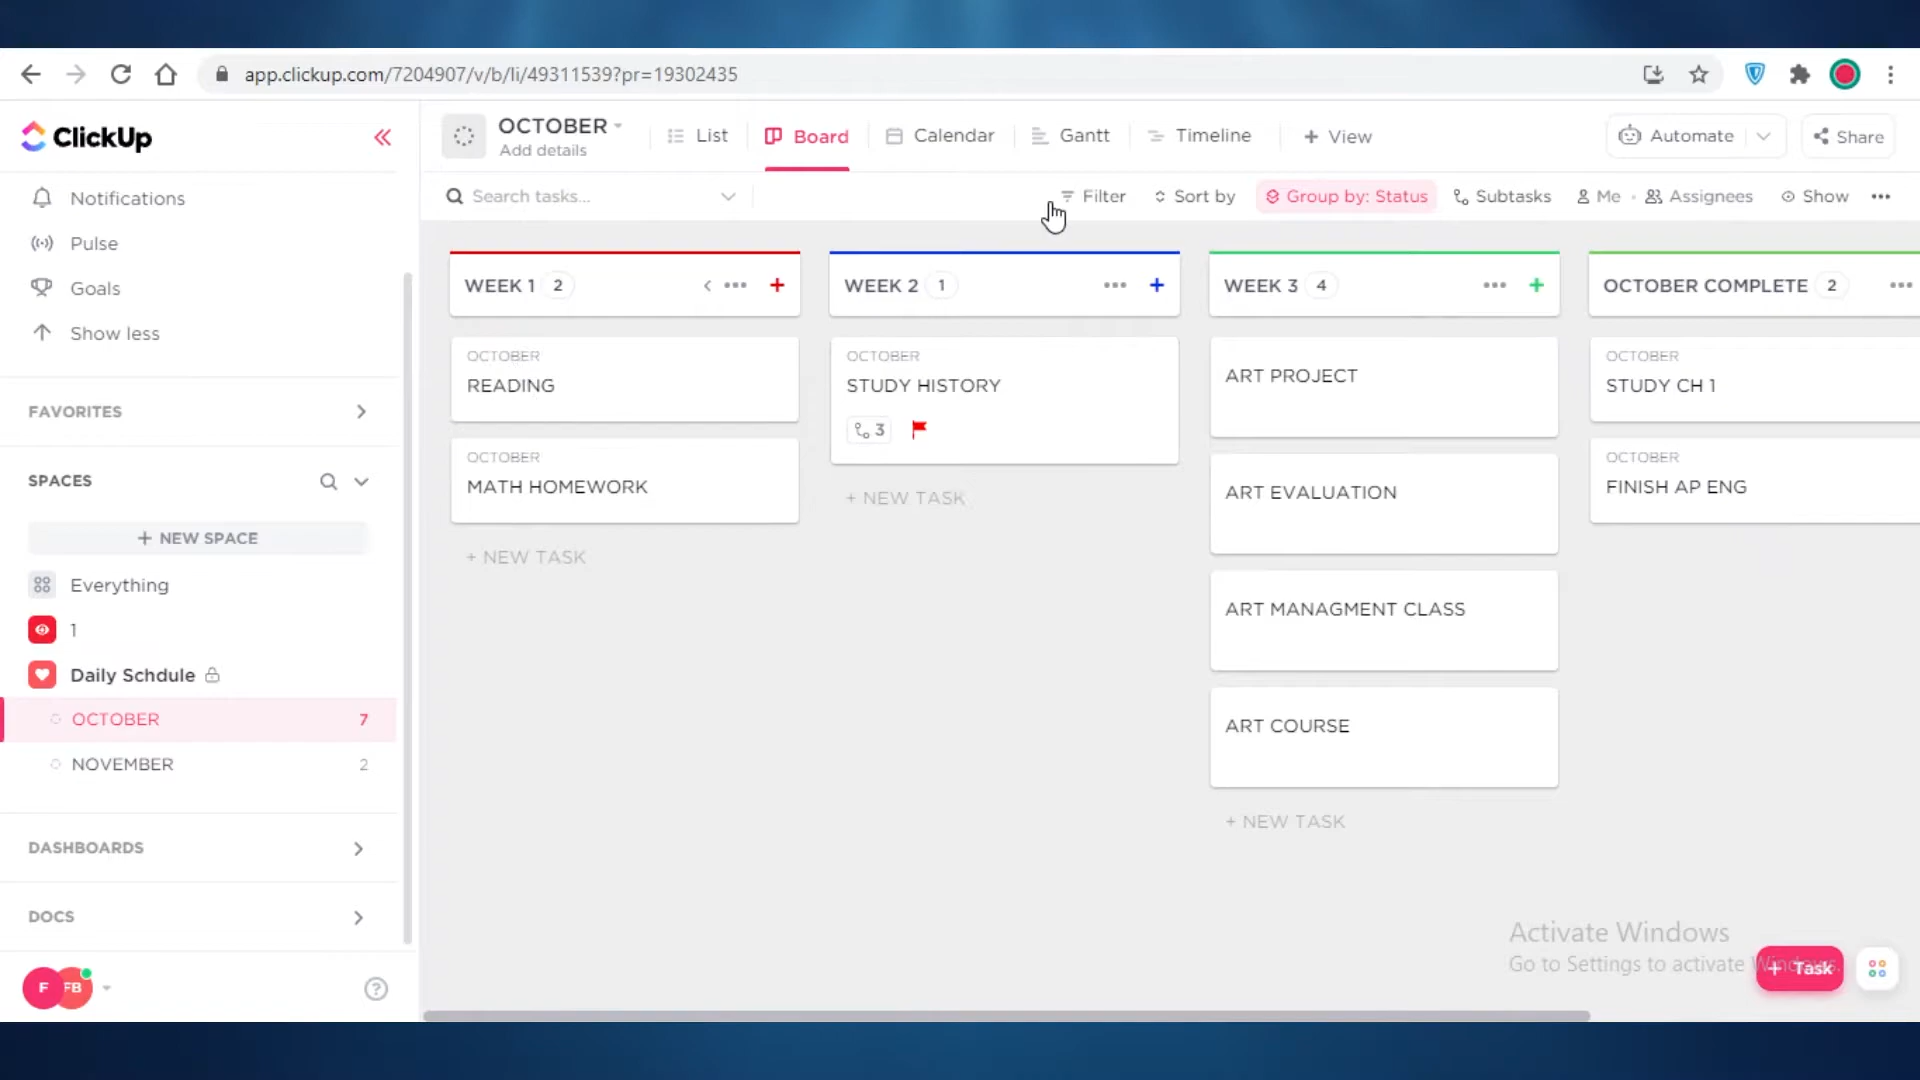 app.clickup.com/7204907/v/b/li/49311539?pr=19302435
ClickUp
Notifications
Pulse
Goals
Show less
FAVORITES
SPACES
+ NEW SPACE
Everything
1
Daily Schdule
OCTOBER 7
NOVEMBER 2
DASHBOARDS
DOCS
F FB
?
OCTOBER
Add details
List
Board
Calendar
Gantt
Timeline
+ View
Automate
Share
Search tasks...
Filter
Sort by
Group by: Status
Subtasks
Me
Assignees
Show
WEEK 1 2
OCTOBER
READING
OCTOBER
MATH HOMEWORK
+ NEW TASK
WEEK 2 1
OCTOBER
STUDY HISTORY
3
+ NEW TASK
WEEK 3 4
ART PROJECT
ART EVALUATION
ART MANAGMENT CLASS
ART COURSE
+ NEW TASK
OCTOBER COMPLETE 2
OCTOBER
STUDY CH 1
OCTOBER
FINISH AP ENG
Activate Windows
Go to Settings to activate Windows.
+ Task